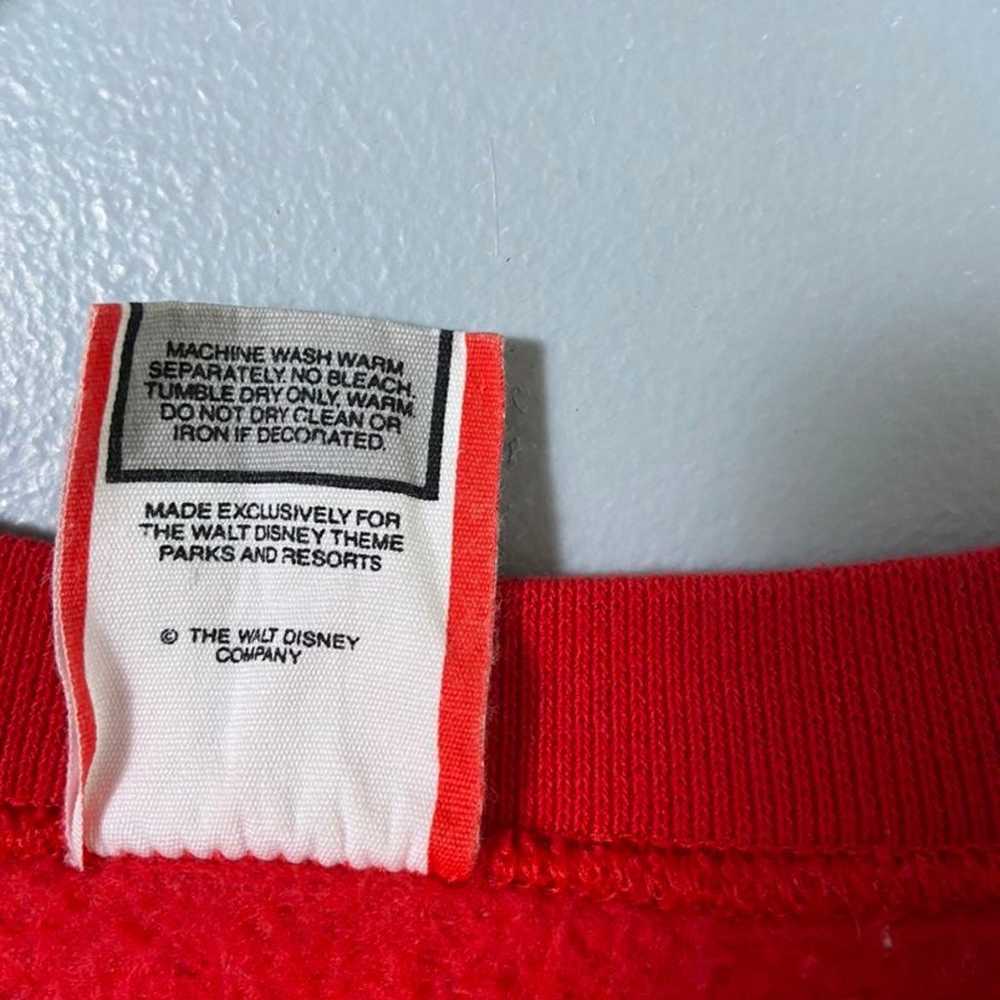 MACHINE WASH WARM
SEPARATELY. NO BLEACH.
TUMBLE DRY ONLY, WARM.
DO NOT DRY CLEAN OR
IRON IF DECORATED.
MADE EXCLUSIVELY FOR
THE WALT DISNEY THEME
PARKS AND RESORTS
© THE WALT DISNEY
COMPANY